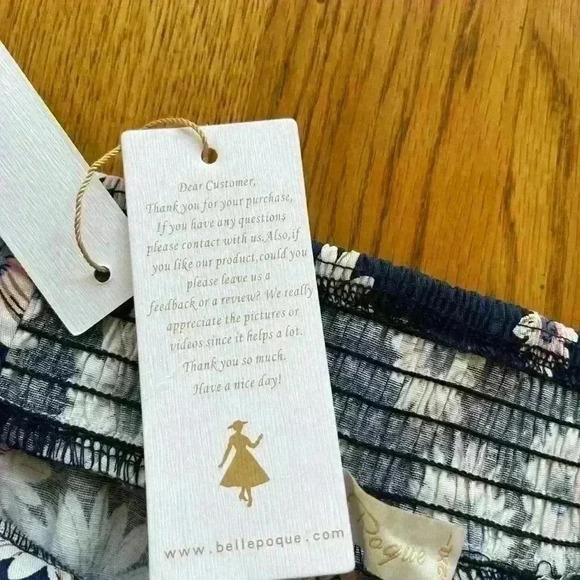 Dear Customer,
Thank you for your purchase,
If you have any questions
please contact with us.Also,if
you like our product,could you
please leave us a
feedback or a review? We really
appreciate the pictures or
videos since it helps a lot.
Thank you so much.
Have a nice day!
www.bellepoque.com
Poque